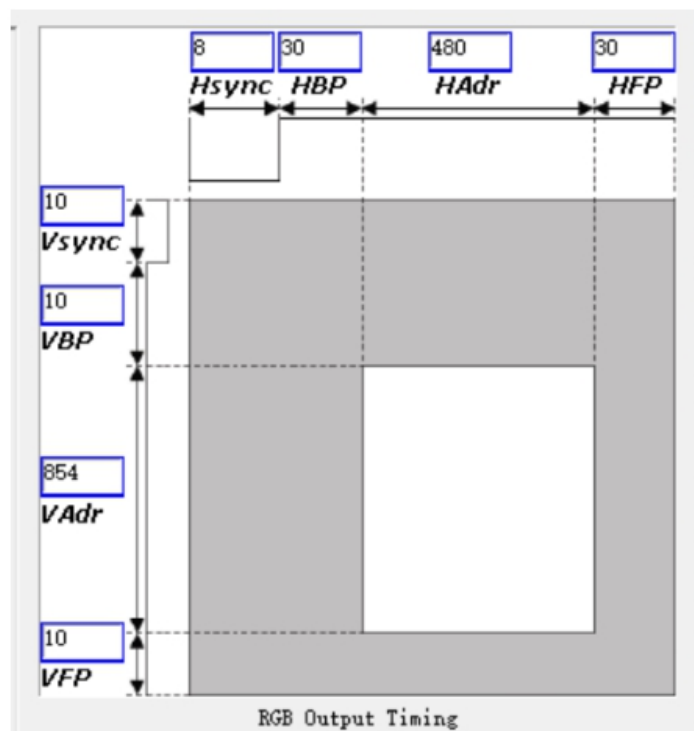 8 30 480 30
Hsync HBP HAdr HFP
10
Vsync
10
VBP
854
VAdr
10
VFP
RGB Output Timing